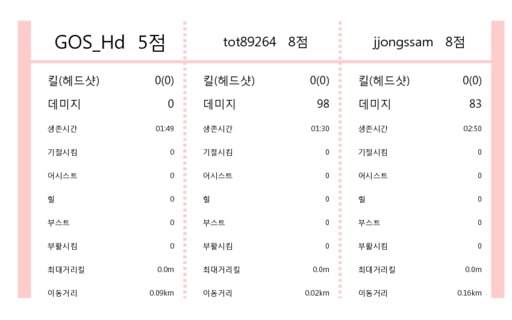 GOS_Hd 5점 tot89264 8점 jjongssam 8점
킬(헤드샷) 0(0) 킬(헤드샷) 0(0) 킬(헤드샷) 0(0)
데미지 0 데미지 98 데미지 83
생존시간 01:49 생존시간 01:30 생존시간 02:50
기절시킴 0 기절시킴 0 기절시킴 0
어시스트 0 어시스트 0 어시스트 0
힐 0 힐 0 힐 0
부스트 0 부스트 0 부스트 0
부활시킴 0 부활시킴 0 부활시킴 0
최대거리킬 0.0m 최대거리킬 0.0m 최대거리킬 0.0m
이동거리 0.09km 이동거리 0.02km 이동거리 0.16km